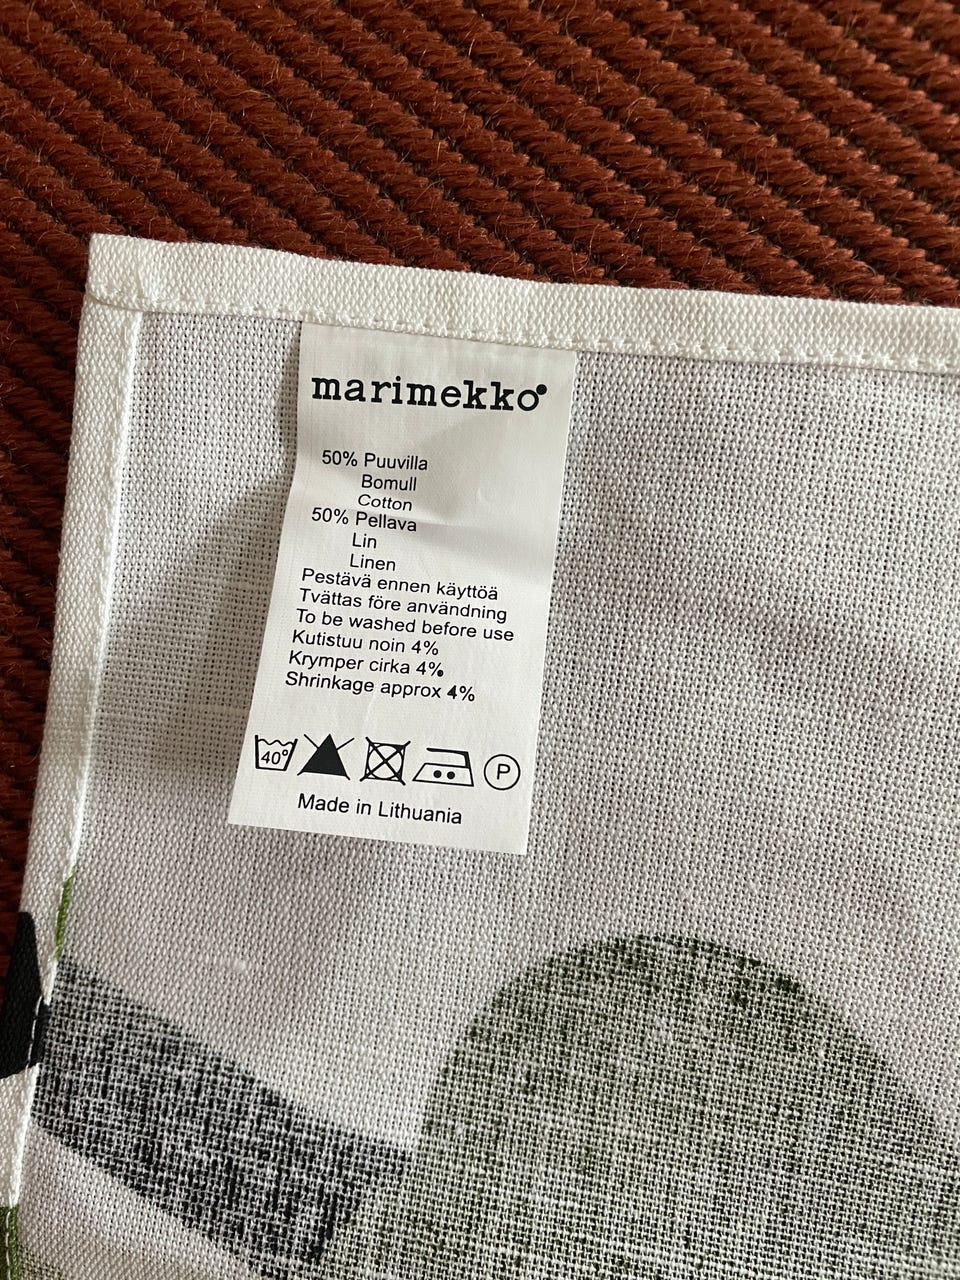 marimekko
50% Puuvilla
Bomull
Cotton
50% Pellava
Lin
Linen
Pestävä ennen käyttöä
Tvättas före användning
To be washed before use
Kutistuu noin 4%
Krymper cirka 4%
Shrinkage approx 4%
40° P
Made in Lithuania